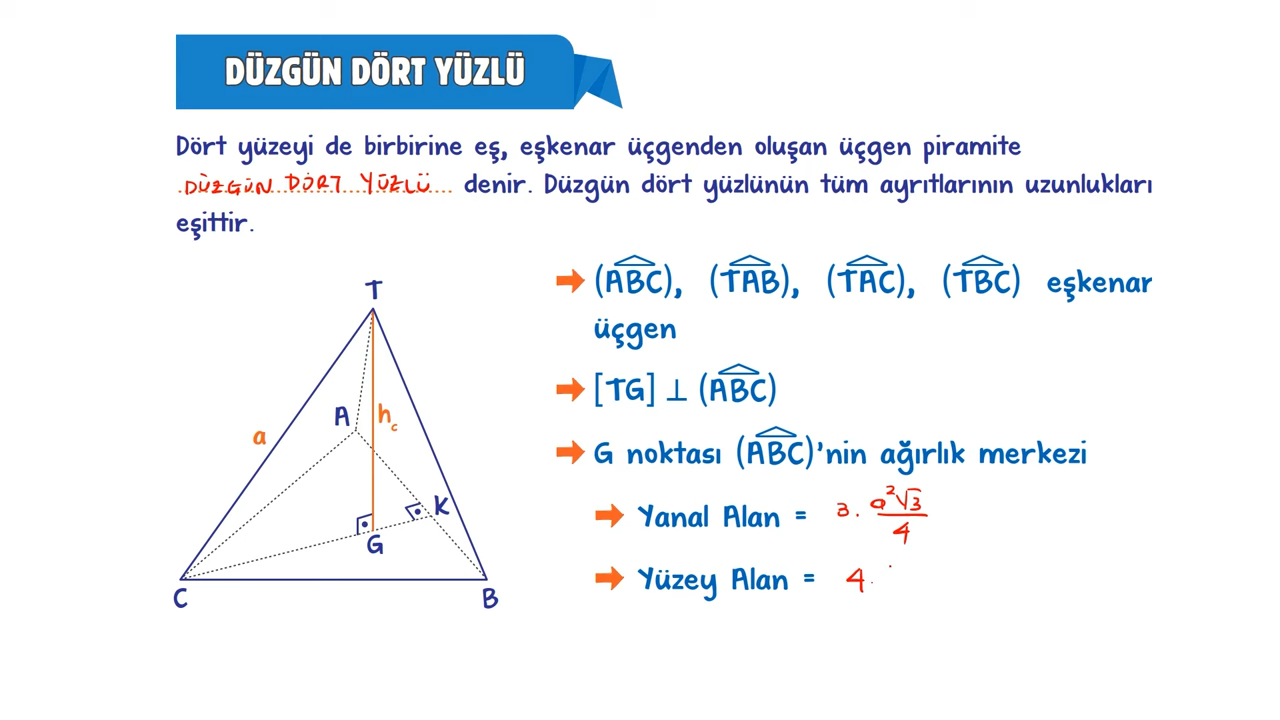 DÜZGÜN DÖRT YÜZLÜ
Dört yüzeyi de birbirine eş, eşkenar üçgenden oluşan üçgen piramite
DÜZGÜN DÖRT YÜZLÜ denir. Düzgün dört yüzlünün tüm ayrıtlarının uzunlukları
eşittir.
(ABC), (TAB), (TAC), (TBC) eşkenar
üçgen
[TG] ⊥ (ABC)
G noktası (ABC)'nin ağırlık merkezi
Yanal Alan = 3 . a²√3 / 4
Yüzey Alan = 4 .
T
A
h_c
a
K
G
C
B